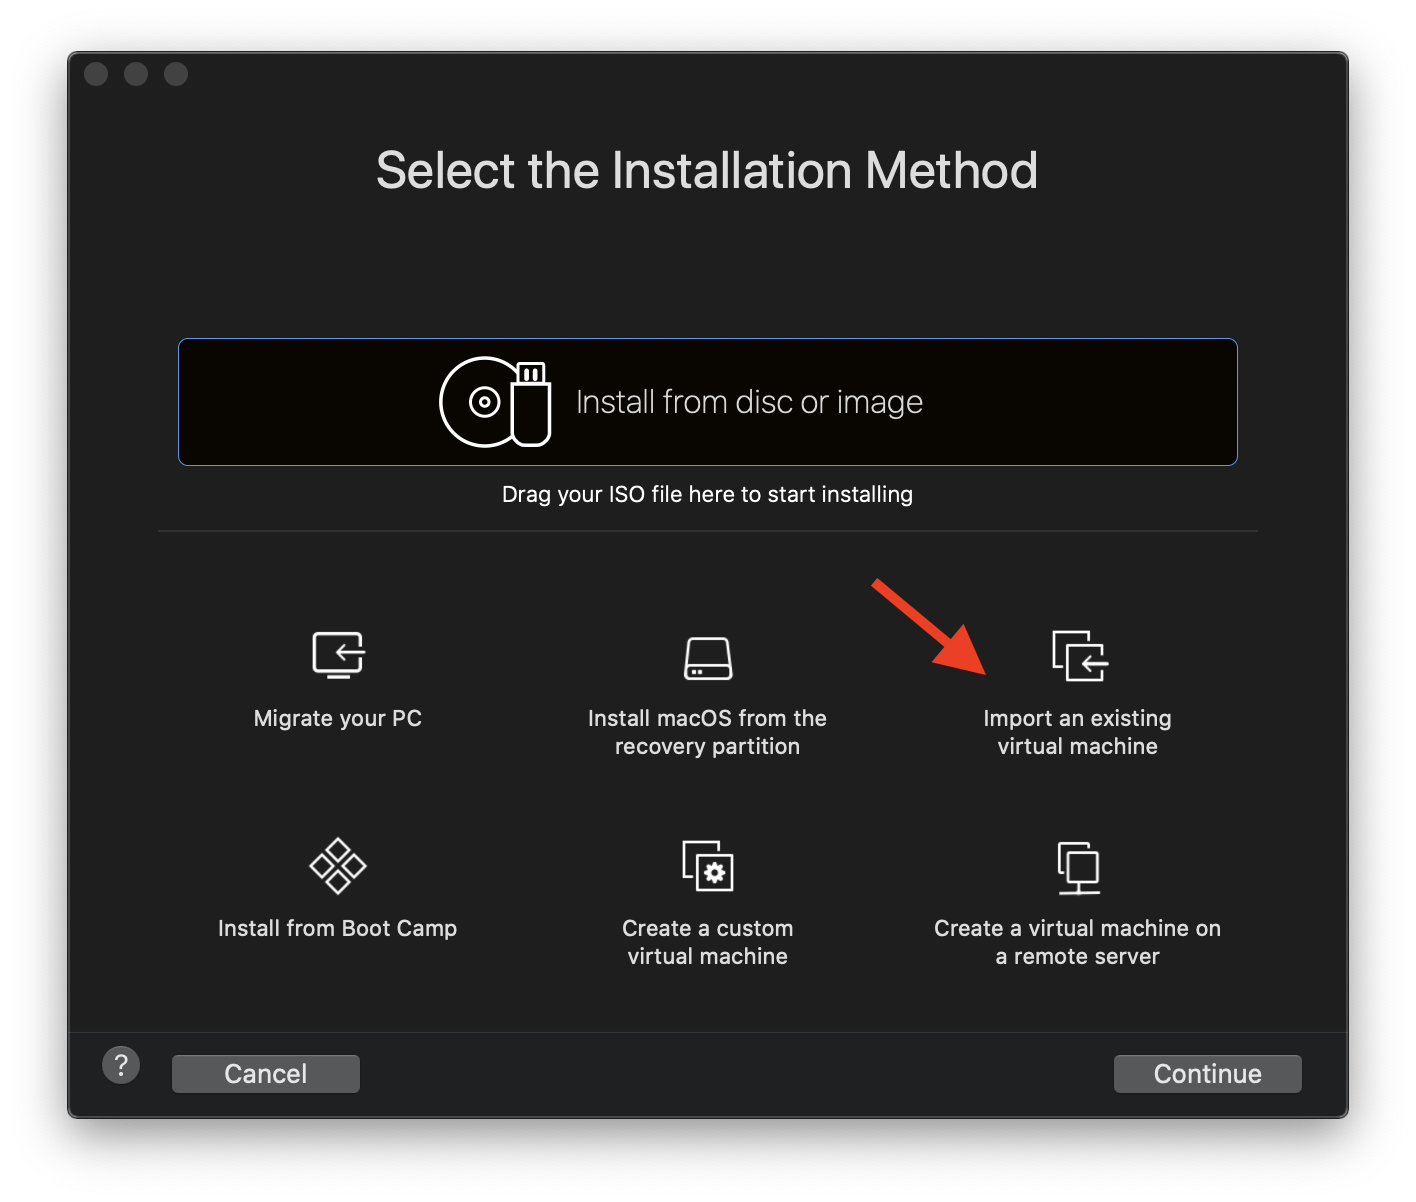 Select the Installation Method
Install from disc or image
Drag your ISO file here to start installing
Migrate your PC
Install macOS from the
recovery partition
Import an existing
virtual machine
Install from Boot Camp
Create a custom
virtual machine
Create a virtual machine on
a remote server
?
Cancel
Continue